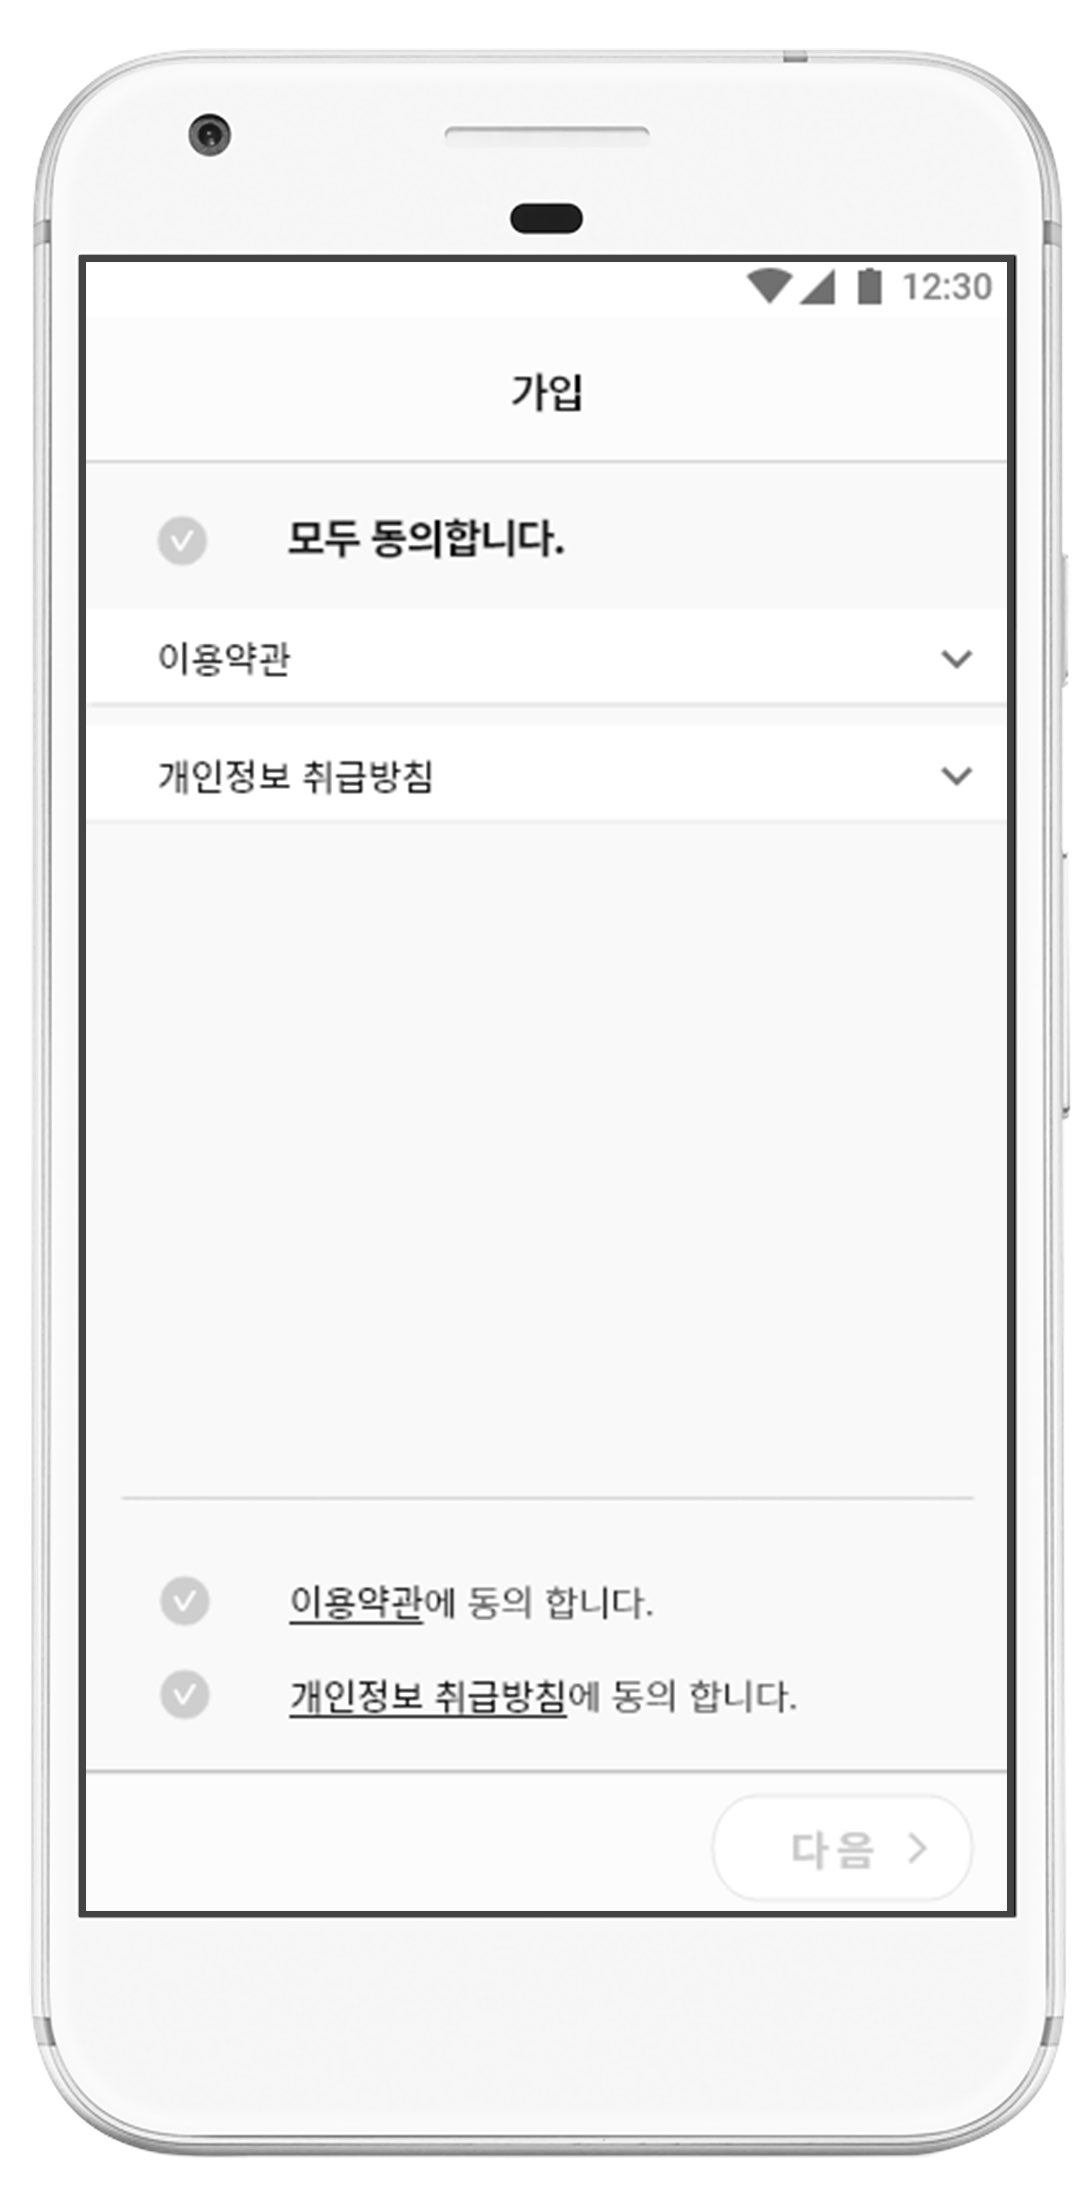 12:30
가입
모두 동의합니다.
이용약관
개인정보 취급방침
이용약관에 동의 합니다.
개인정보 취급방침에 동의 합니다.
다음